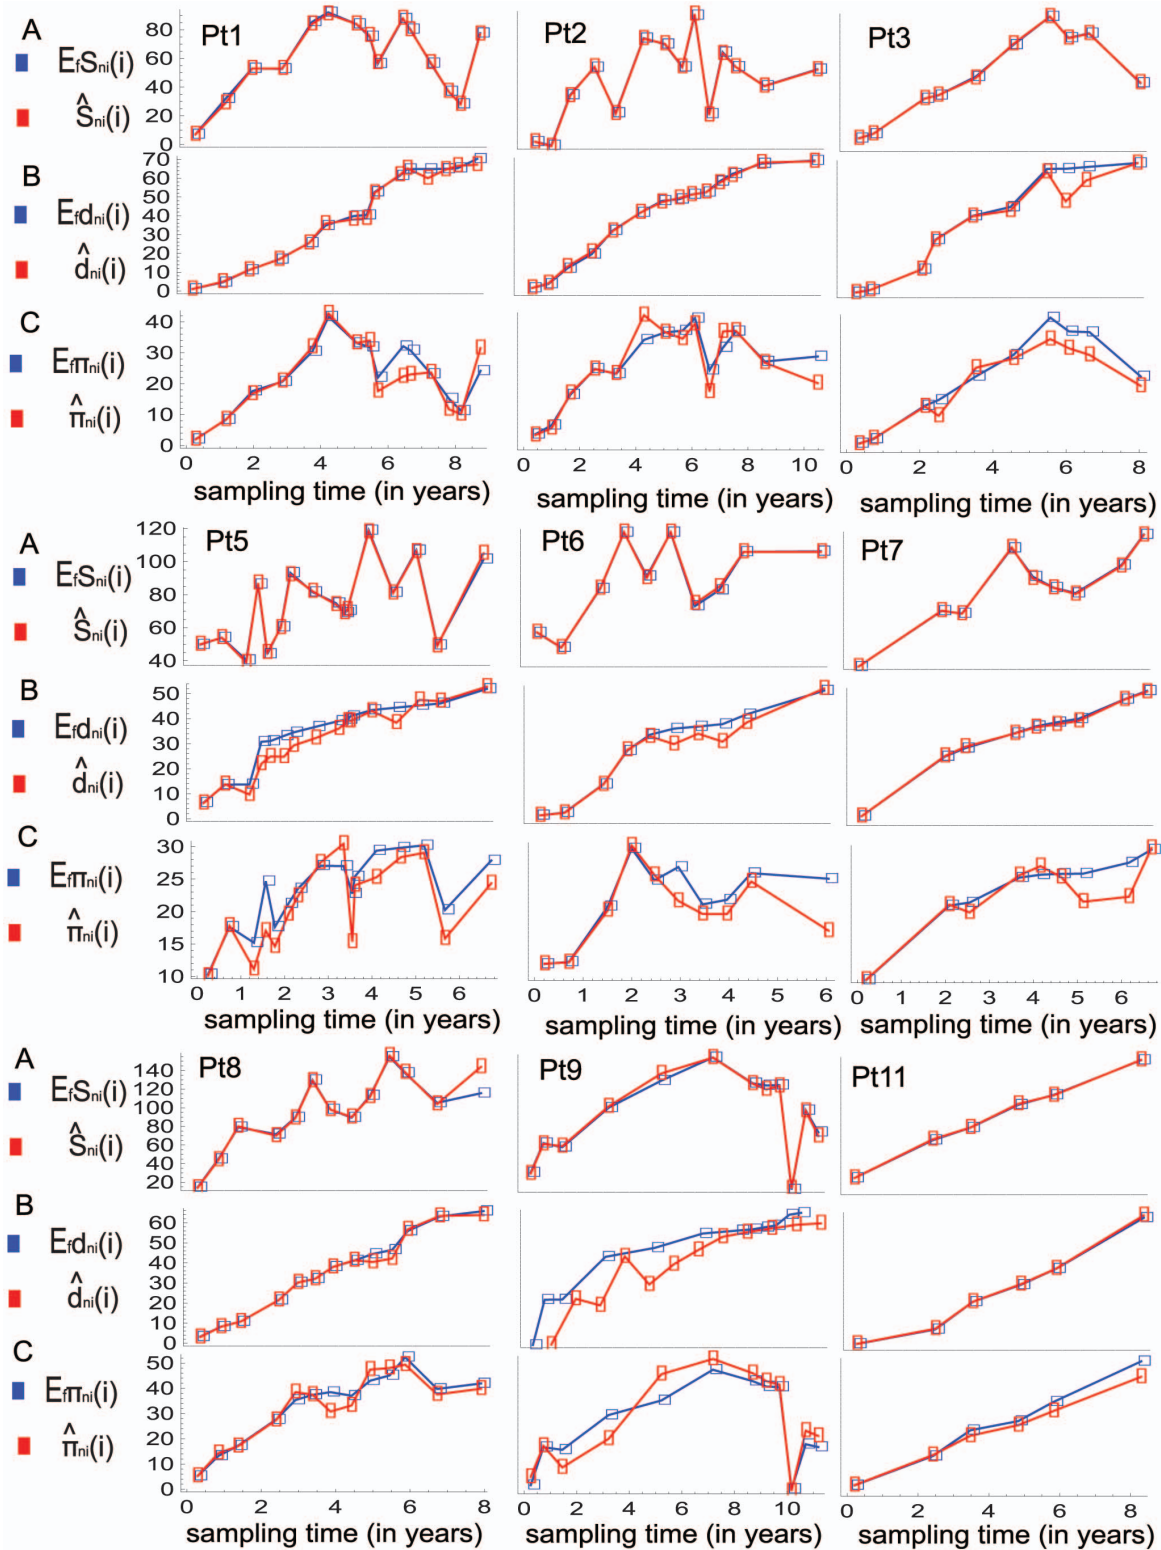 A
Pt1
Pt2
Pt3
EfSni(i)
Ŝni(i)
80
60
40
20
0
B
Efdni(i)
d̂ni(i)
70
60
50
40
30
20
10
0
C
Efπni(i)
π̂ni(i)
40
30
20
10
0
0 2 4 6 8
0 2 4 6 8 10
0 2 4 6 8
sampling time (in years)
sampling time (in years)
sampling time (in years)
A
Pt5
Pt6
Pt7
EfSni(i)
Ŝni(i)
120
100
80
60
40
B
Efdni(i)
d̂ni(i)
50
40
30
20
10
0
C
Efπni(i)
π̂ni(i)
30
25
20
15
10
0 1 2 3 4 5 6
0 1 2 3 4 5 6
0 1 2 3 4 5 6
sampling time (in years)
sampling time (in years)
sampling time (in years)
A
Pt8
Pt9
Pt11
EfSni(i)
Ŝni(i)
140
120
100
80
60
40
20
B
Efdni(i)
d̂ni(i)
60
50
40
30
20
10
0
C
Efπni(i)
π̂ni(i)
50
40
30
20
10
0
0 2 4 6 8
0 2 4 6 8 10
0 2 4 6 8
sampling time (in years)
sampling time (in years)
sampling time (in years)